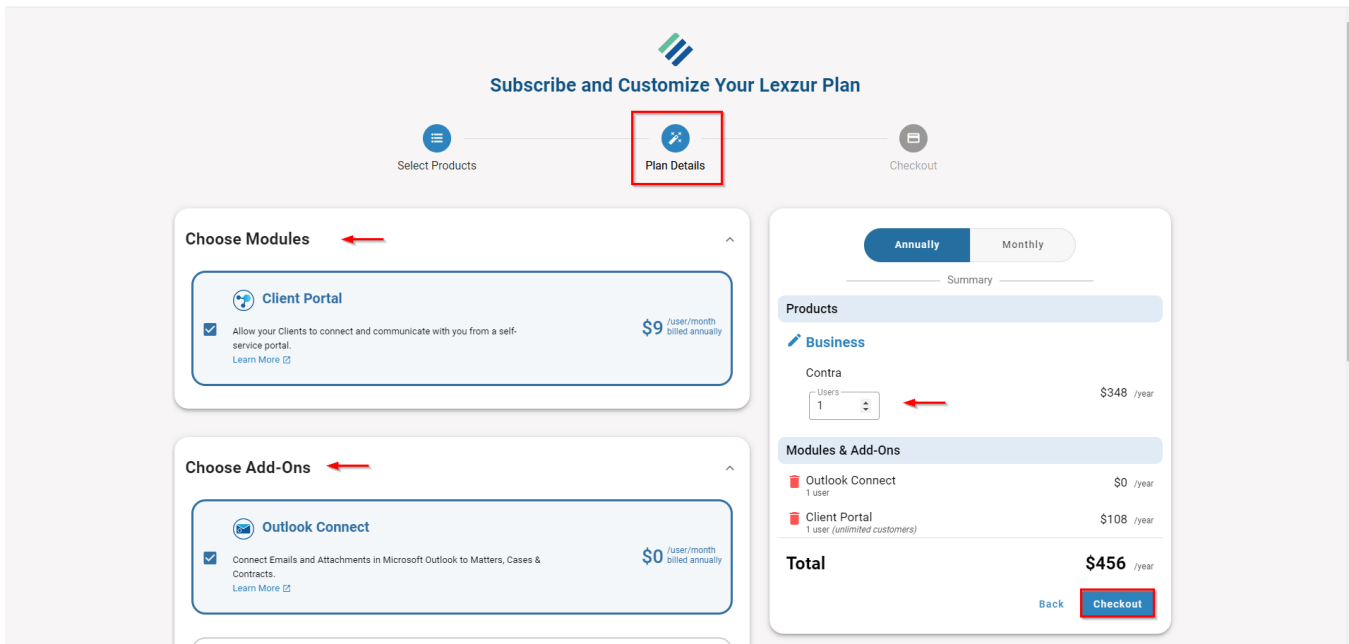 Subscribe and Customize Your Lexzur Plan
Select Products
Plan Details
Checkout
Choose Modules
Client Portal
Allow your Clients to connect and communicate with you from a self-
service portal.
Learn More
$9 /user/month
billed annually
Choose Add-Ons
Outlook Connect
Connect Emails and Attachments in Microsoft Outlook to Matters, Cases &
Contracts.
Learn More
$0 /user/month
billed annually
Annually
Monthly
Summary
Products
Business
Contra
Users
1
$348 /year
Modules & Add-Ons
Outlook Connect
1 user
$0 /year
Client Portal
1 user (unlimited customers)
$108 /year
Total
$456 /year
Back
Checkout